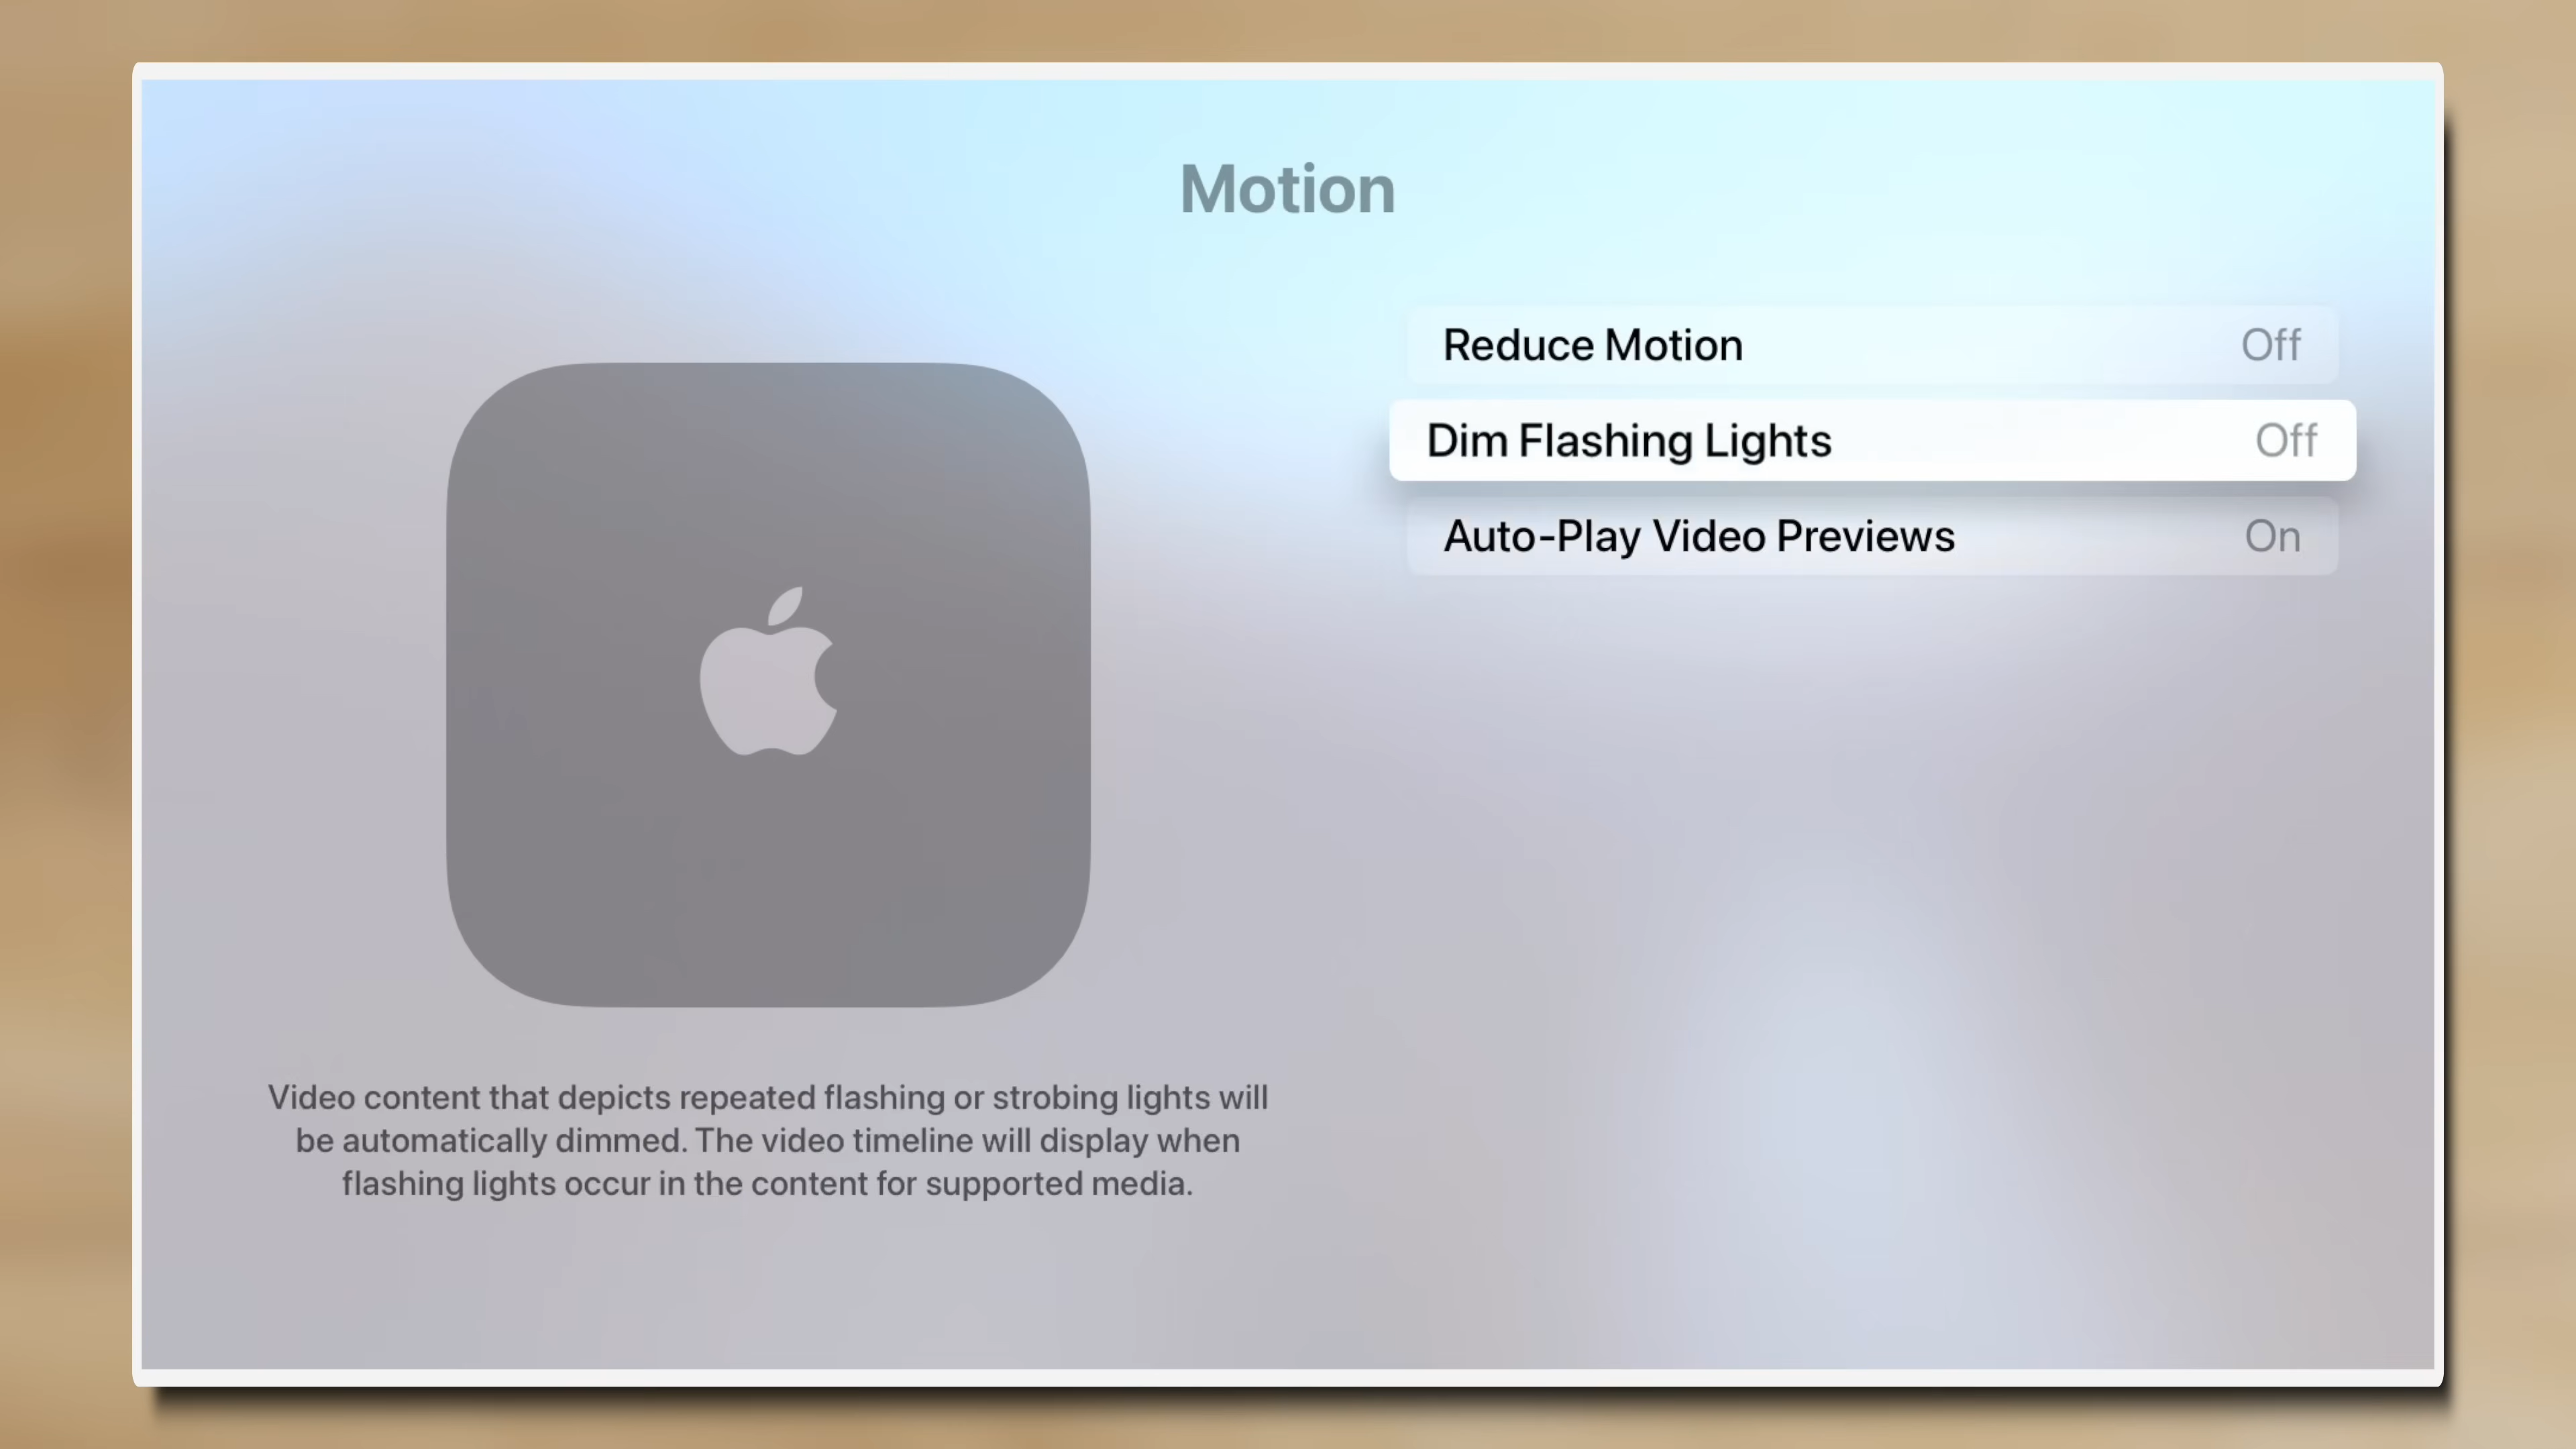 Motion
Reduce Motion Off
Dim Flashing Lights Off
Auto-Play Video Previews On
Video content that depicts repeated flashing or strobing lights will
be automatically dimmed. The video timeline will display when
flashing lights occur in the content for supported media.